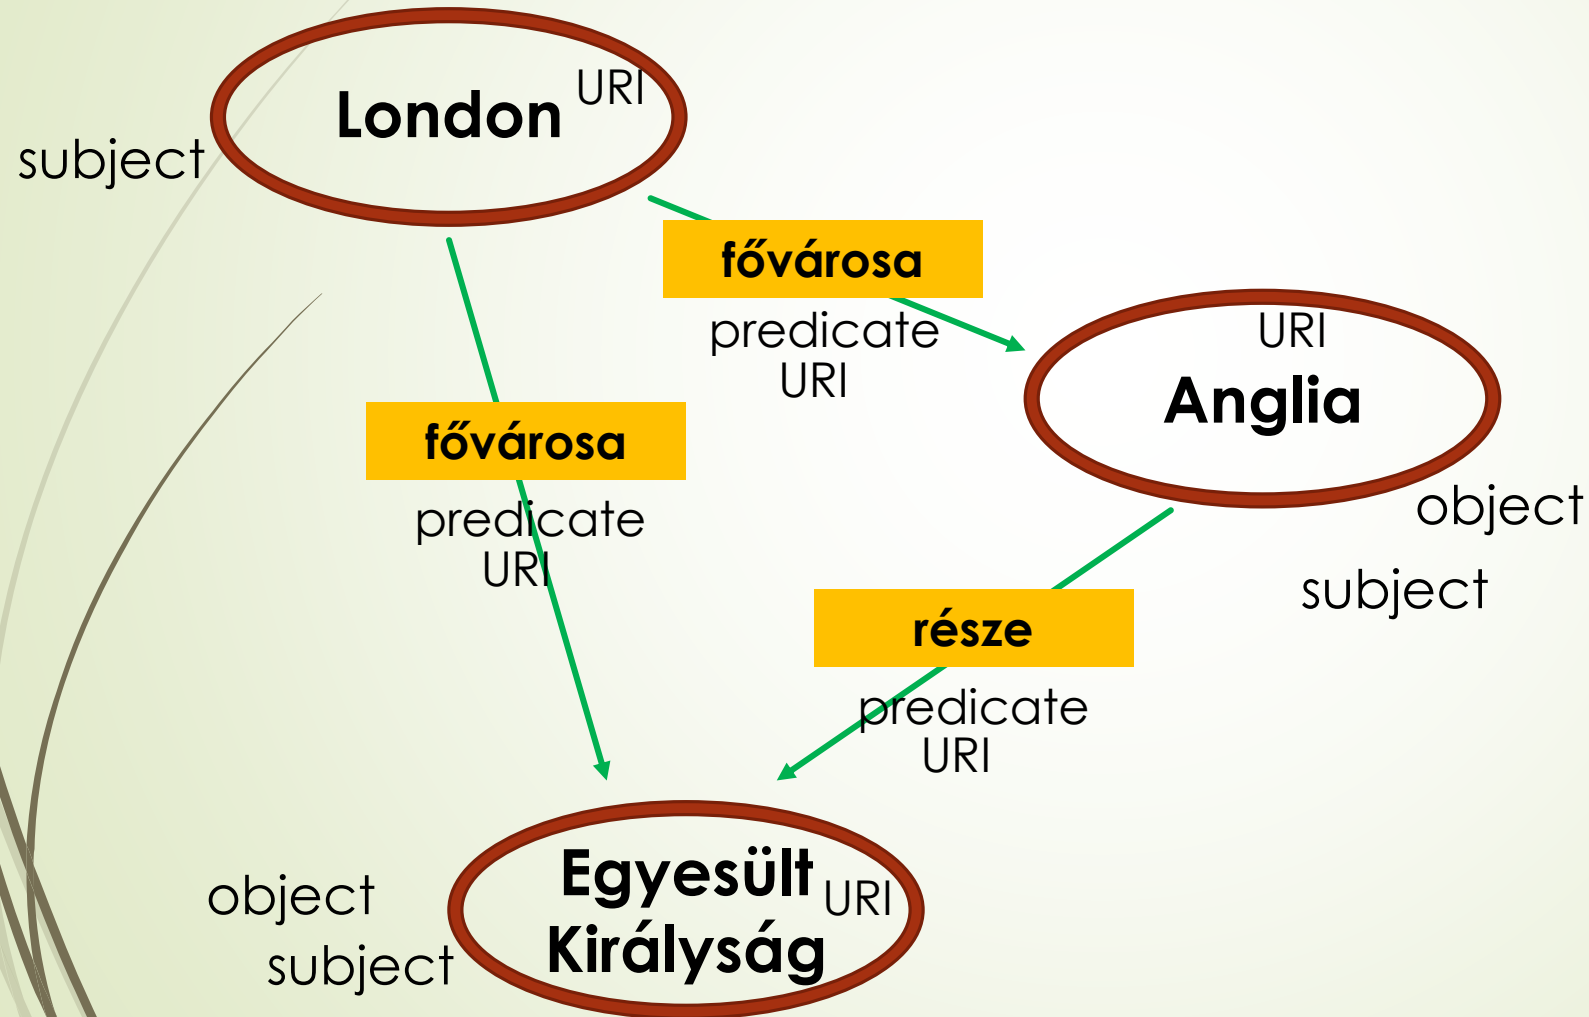 London
URI
subject
fővárosa
predicate
URI
URI
Anglia
fővárosa
predicate
URI
object
subject
része
predicate
URI
Egyesült
Királyság
URI
object
subject